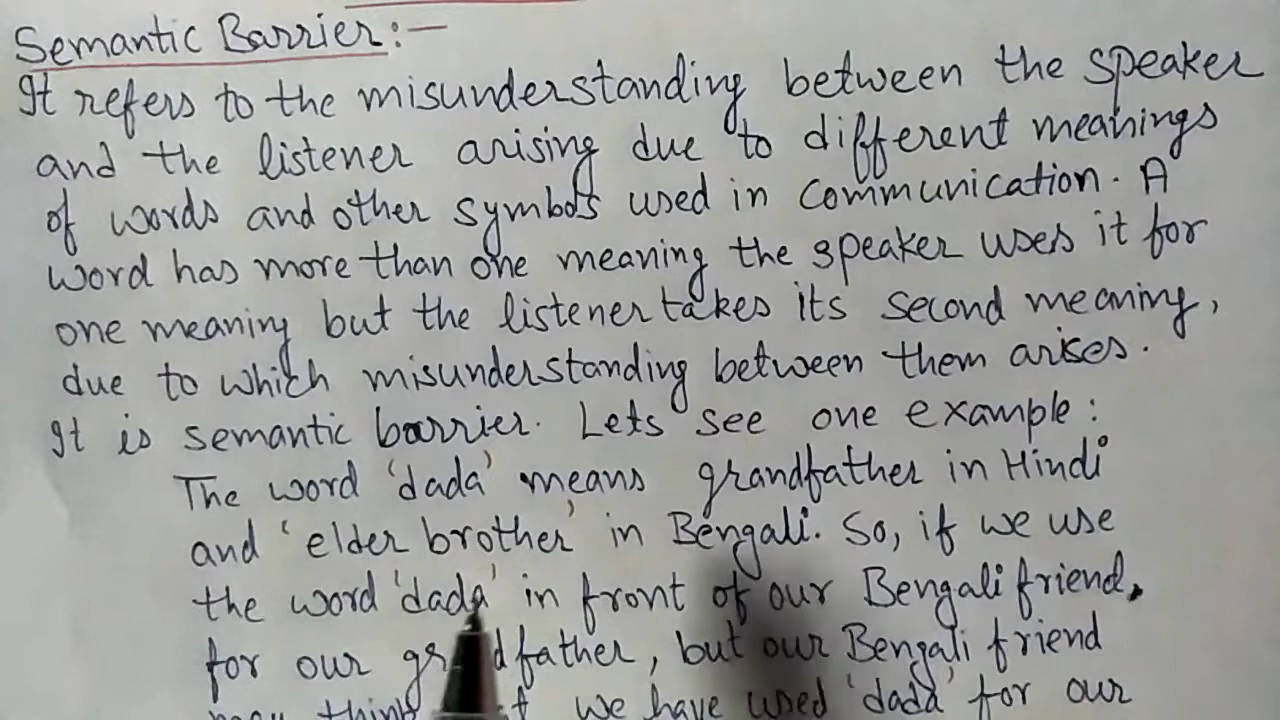 Semantic Barrier:-
It refers to the misunderstanding between the speaker
and the listener arising due to different meanings
of words and other symbols used in communication. A
word has more than one meaning the speaker uses it for
one meaning but the listener takes its second meaning,
due to which misunderstanding between them arises.
It is semantic barrier. Lets see one example:
The word 'dada' means grandfather in Hindi
and 'elder brother' in Bengali. So, if we use
the word 'dada' in front of our Bengali friend,
for our grandfather, but our Bengali friend
think we have used 'dada' for our